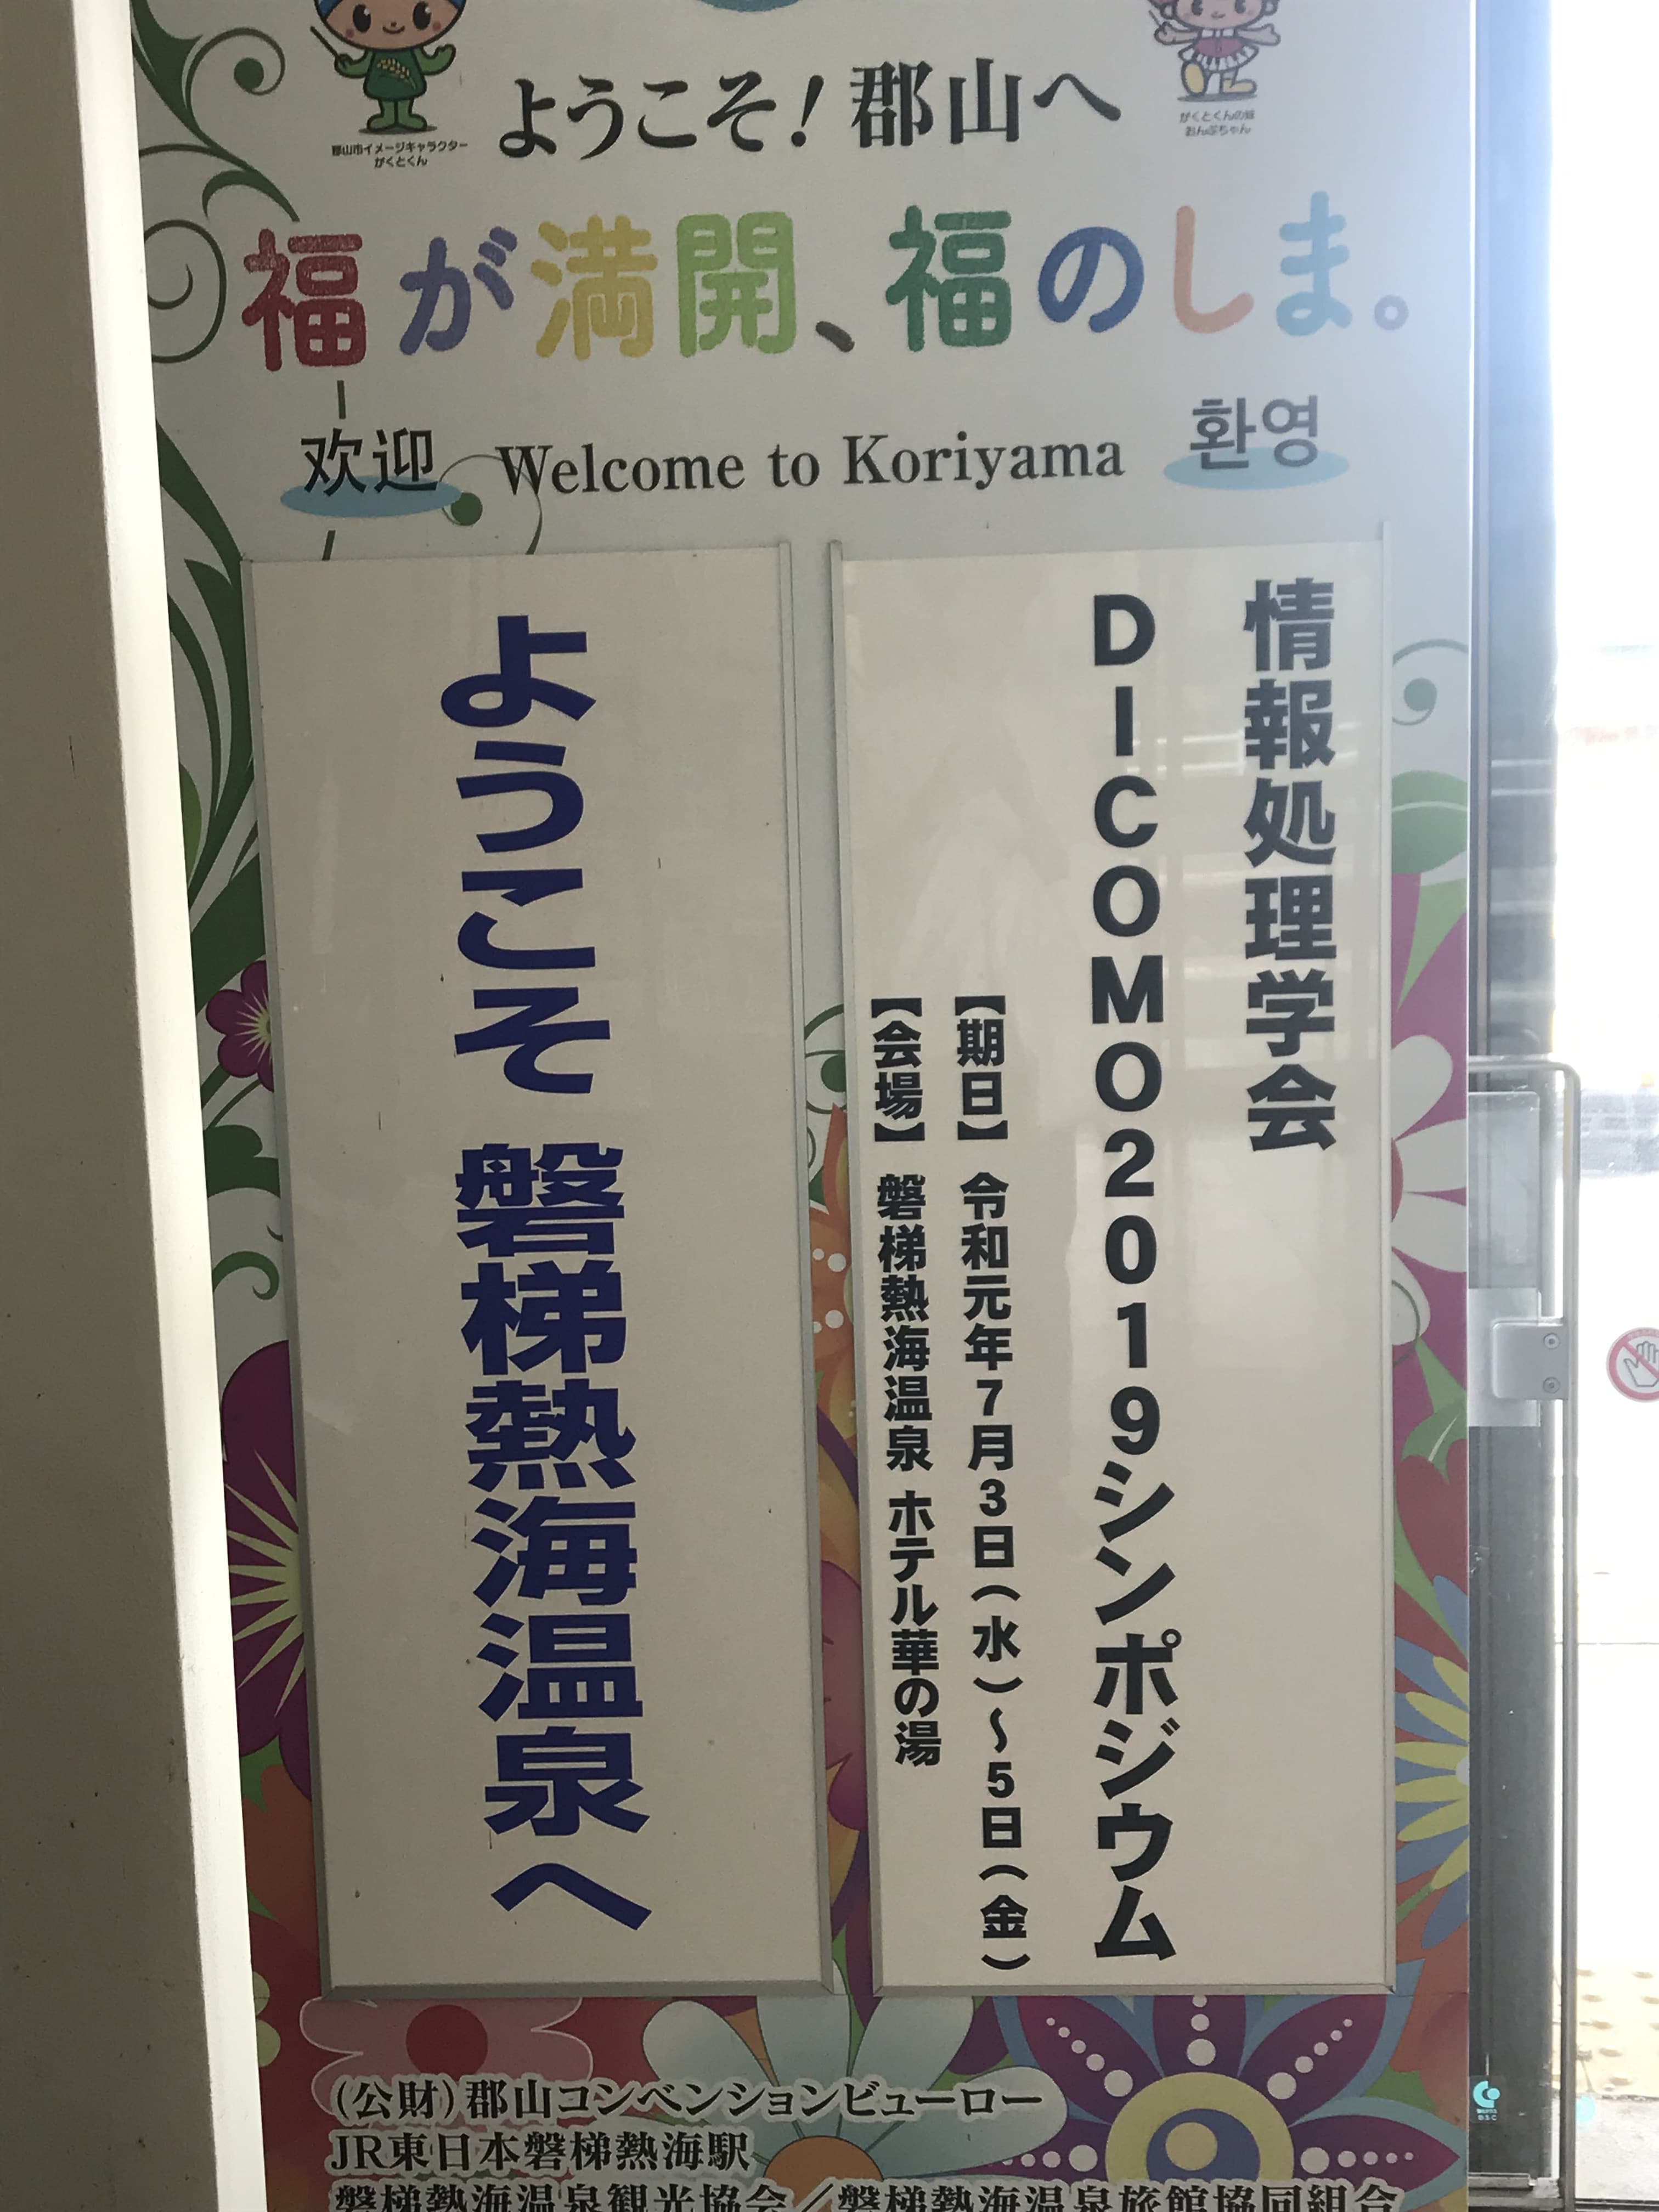 ようこそ!郡山へ
郡山市イメージキャラクター
がくとくん
がくとくんの妹
おんぷちゃん
福が満開、福のしま。
欢迎
Welcome to Koriyama
환영
情報処理学会
DICOMO2019シンポジウム
【期日】 令和元年7月3日(水)~5日(金)
【会場】 磐梯熱海温泉 ホテル華の湯
ようこそ 磐梯熱海温泉へ
(公財)郡山コンベンションビューロー
JR東日本磐梯熱海駅
磐梯熱海温泉観光協会/磐梯熱海温泉旅館協同組合